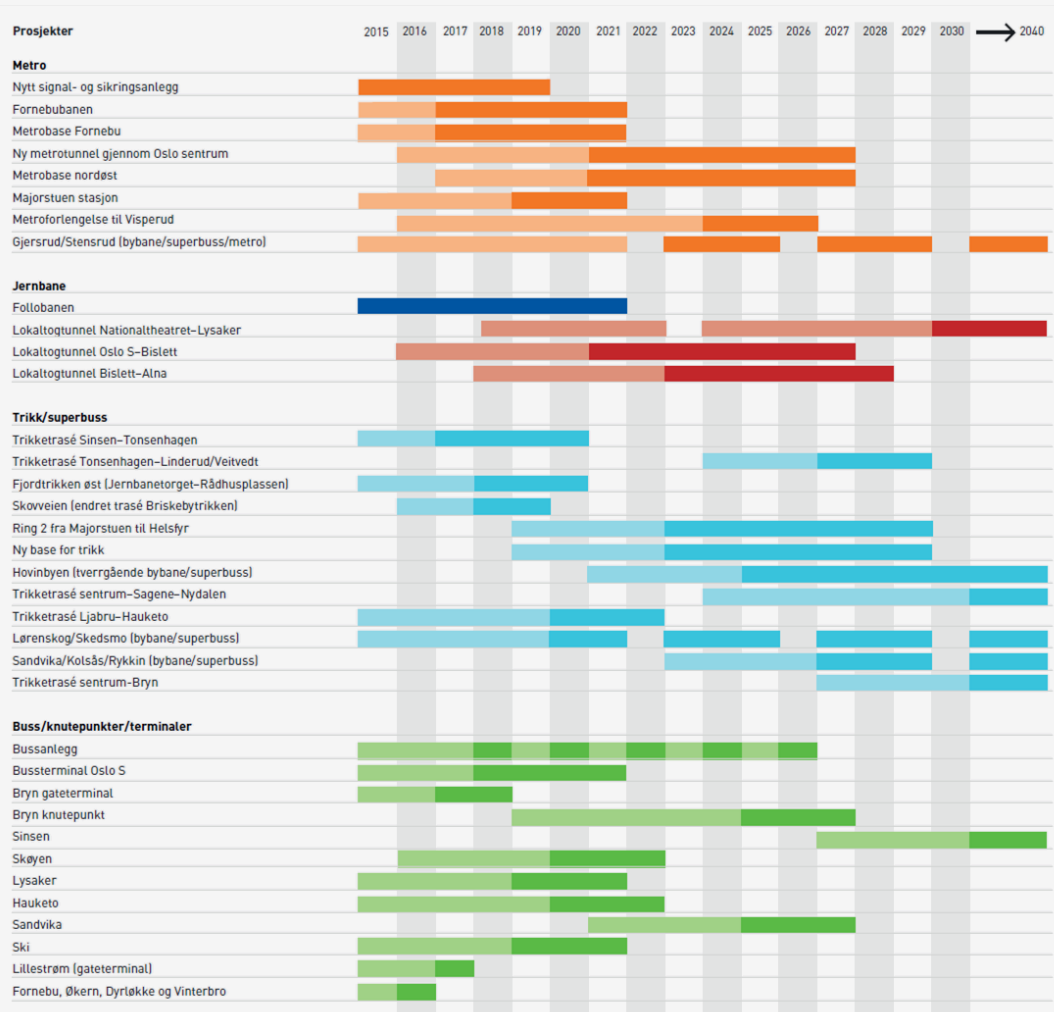 Prosjekter 2015 2016 2017 2018 2019 2020 2021 2022 2023 2024 2025 2026 2027 2028 2029 2030 2040
Metro
Nytt signal- og sikringsanlegg
Fornebubanen
Metrobase Fornebu
Ny metrotunnel gjennom Oslo sentrum
Metrobase nordøst
Majorstuen stasjon
Metroforlengelse til Visperud
Gjersrud/Stensrud (bybane/superbuss/metro)
Jernbane
Follobanen
Lokaltogtunnel Nationaltheatret–Lysaker
Lokaltogtunnel Oslo S–Bislett
Lokaltogtunnel Bislett–Alna
Trikk/superbuss
Trikketrasé Sinsen–Tonsenhagen
Trikketrasé Tonsenhagen–Linderud/Veitvedt
Fjordtrikken øst (Jernbanetorget–Rådhusplassen)
Skovveien (endret trasé Briskebytrikken)
Ring 2 fra Majorstuen til Helsfyr
Ny base for trikk
Hovinbyen (tverrgående bybane/superbuss)
Trikketrasé sentrum–Sagene–Nydalen
Trikketrasé Ljabru–Hauketo
Lørenskog/Skedsmo (bybane/superbuss)
Sandvika/Kolsås/Rykkin (bybane/superbuss)
Trikketrasé sentrum-Bryn
Buss/knutepunkter/terminaler
Bussanlegg
Bussterminal Oslo S
Bryn gateterminal
Bryn knutepunkt
Sinsen
Skøyen
Lysaker
Hauketo
Sandvika
Ski
Lillestrøm (gateterminal)
Fornebu, Økern, Dyrløkke og Vinterbro